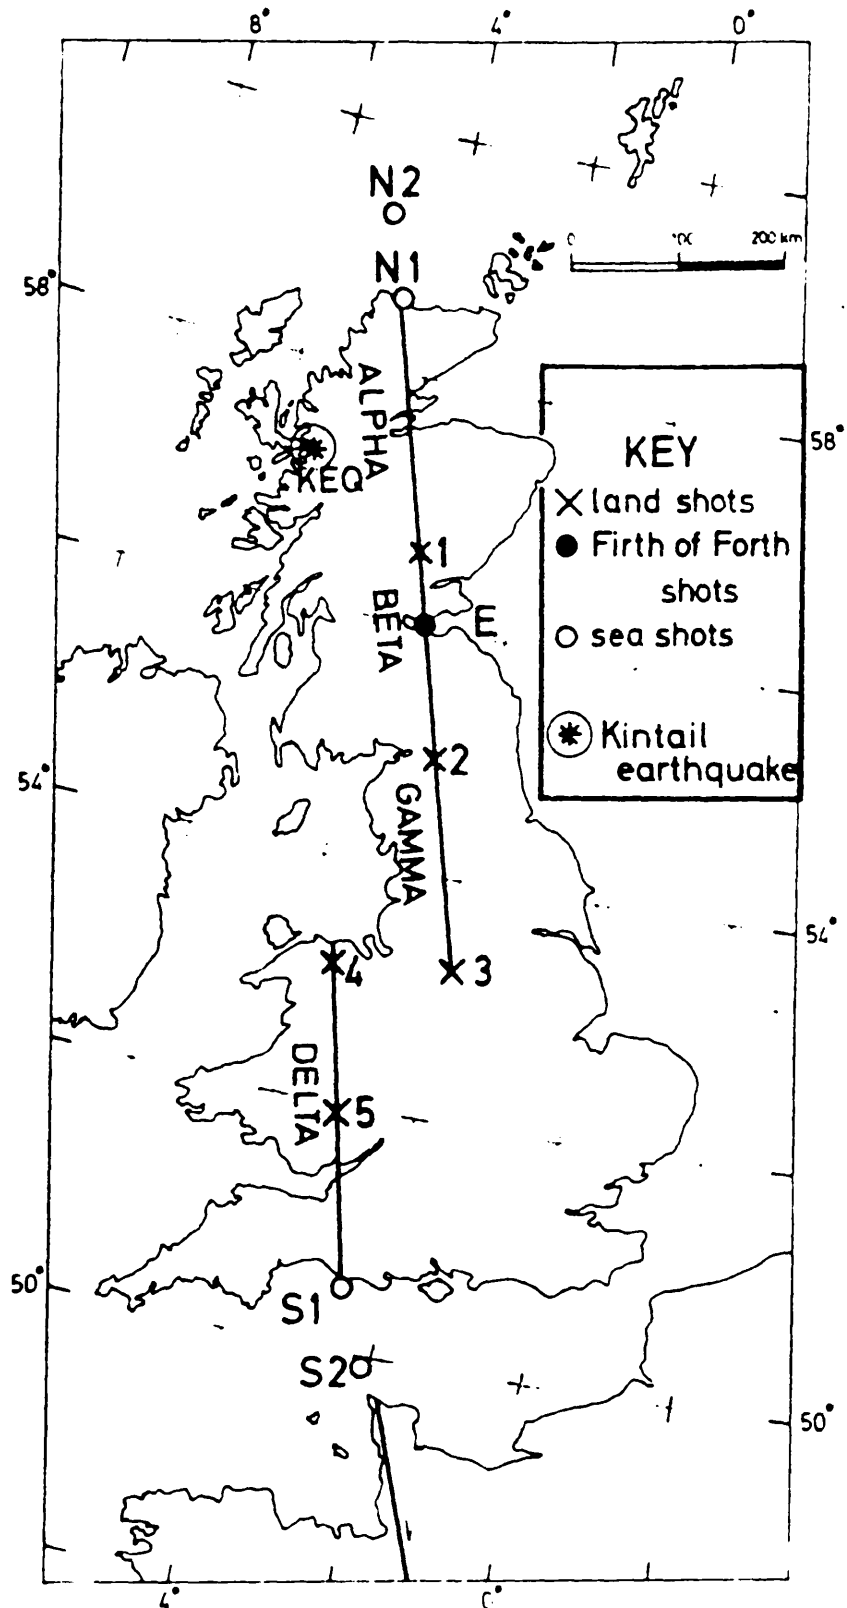 8° 4° 0°
N2
N1
0 100 200 km
58°
ALPHA
KEQ
58°
KEY
land shots
Firth of Forth
shots
sea shots
Kintail
earthquake
1
BETA
E
2
54°
GAMMA
54°
4
3
DELTA
5
50°
S1
S2
50°
4° 0°